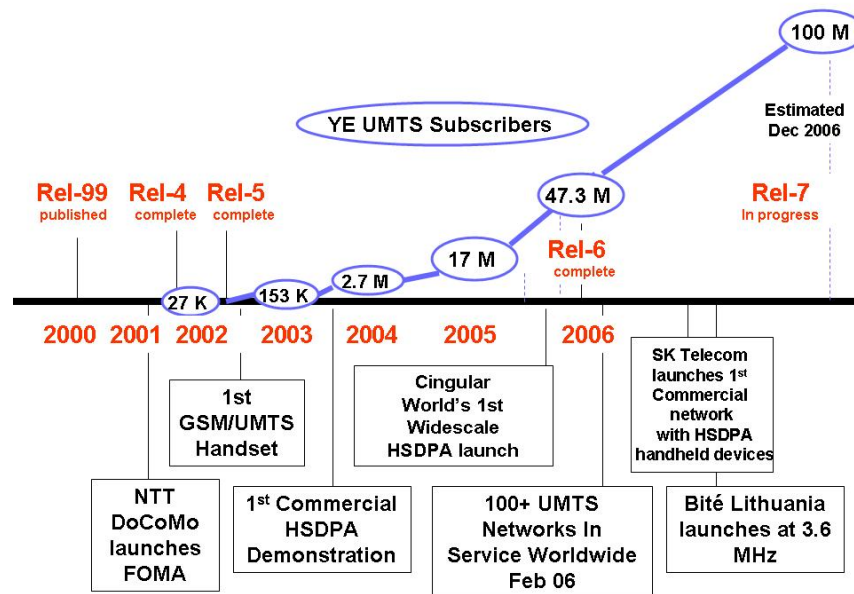 100 M
YE UMTS Subscribers
Estimated
Dec 2006
Rel-99
published
Rel-4
complete
Rel-5
complete
47.3 M
Rel-7
In progress
Rel-6
complete
17 M
2.7 M
153 K
27 K
2000 2001 2002 2003 2004 2005 2006
1st
GSM/UMTS
Handset
Cingular
World's 1st
Widescale
HSDPA launch
SK Telecom
launches 1st
Commercial
network
with HSDPA
handheld devices
NTT
DoCoMo
launches
FOMA
1st Commercial
HSDPA
Demonstration
100+ UMTS
Networks In
Service Worldwide
Feb 06
Bité Lithuania
launches at 3.6
MHz